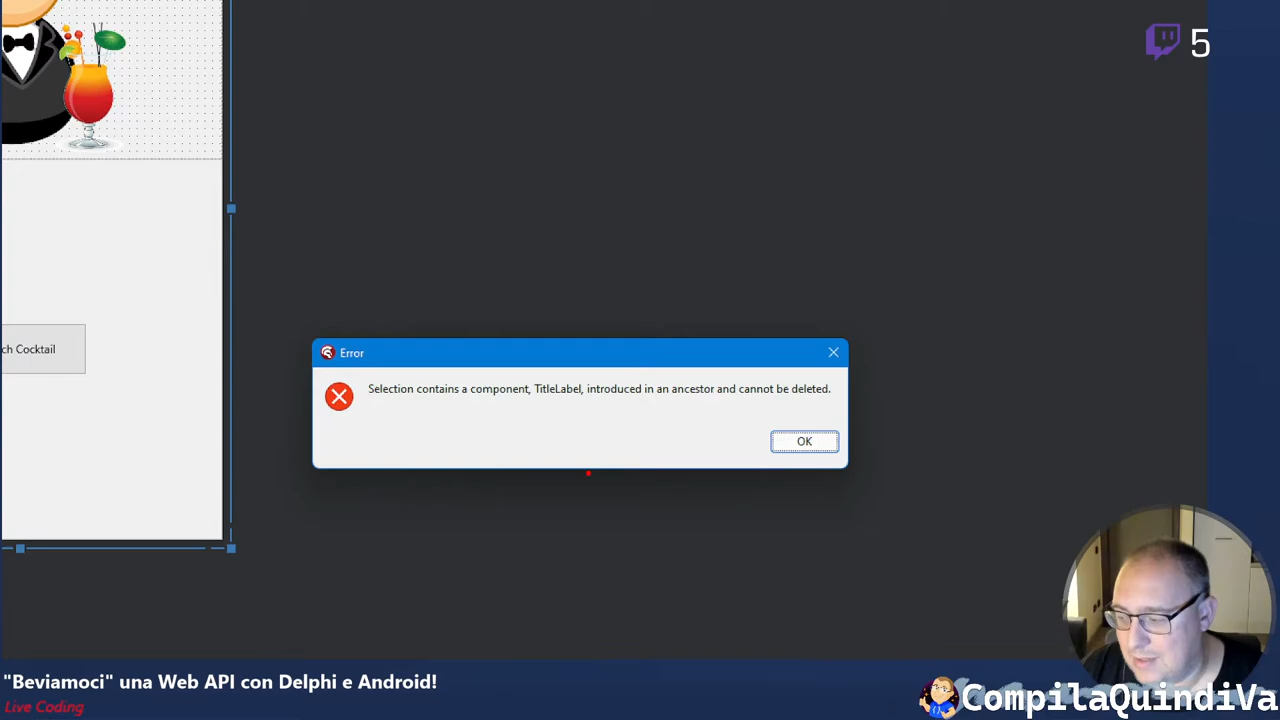 5
Error
Selection contains a component, TitleLabel, introduced in an ancestor and cannot be deleted.
OK
ch Cocktail
"Beviamoci" una Web API con Delphi e Android!
Live Coding
CompilaQuindiVa